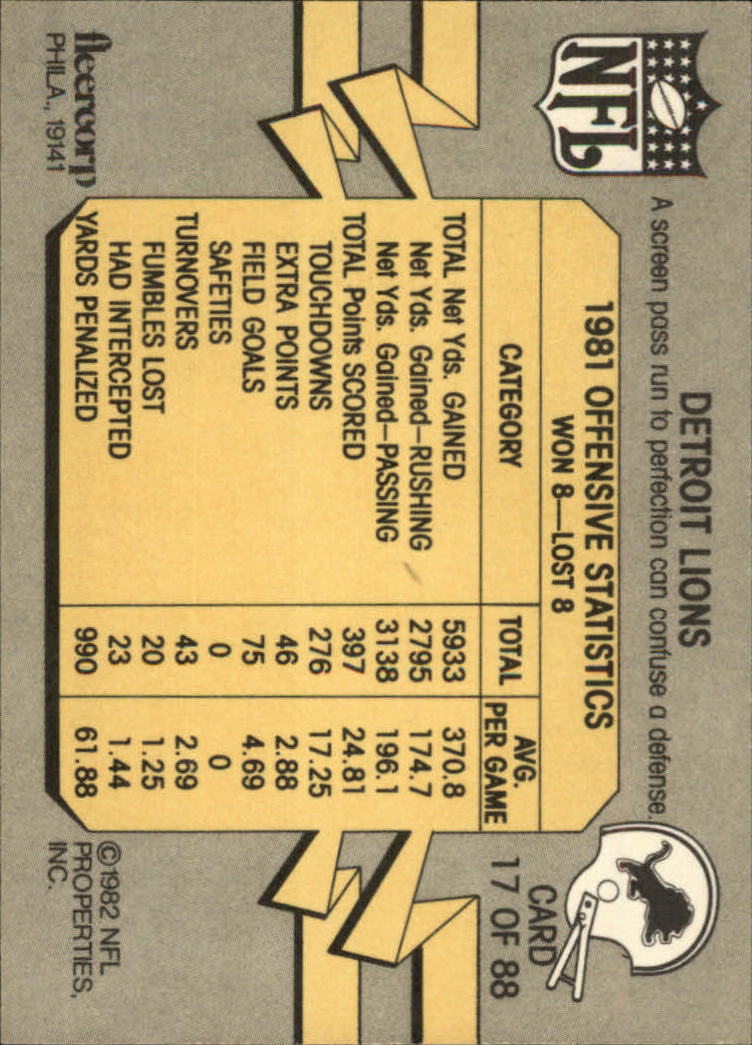 DETROIT LIONS
A screen pass run to perfection can confuse a defense.
NFL
1981 OFFENSIVE STATISTICS
WON 8—LOST 8
CATEGORY TOTAL AVG. PER GAME
TOTAL Net Yds. GAINED 5933 370.8
Net Yds. Gained—RUSHING 2795 174.7
Net Yds. Gained—PASSING 3138 196.1
TOTAL Points SCORED 397 24.81
TOUCHDOWNS 276 17.25
EXTRA POINTS 46 2.88
FIELD GOALS 75 4.69
SAFETIES 0 0
TURNOVERS 43 2.69
FUMBLES LOST 20 1.25
HAD INTERCEPTED 23 1.44
YARDS PENALIZED 990 61.88
CARD
17 OF 88
fleercorp
PHILA., 19141
©1982 NFL
PROPERTIES,
INC.